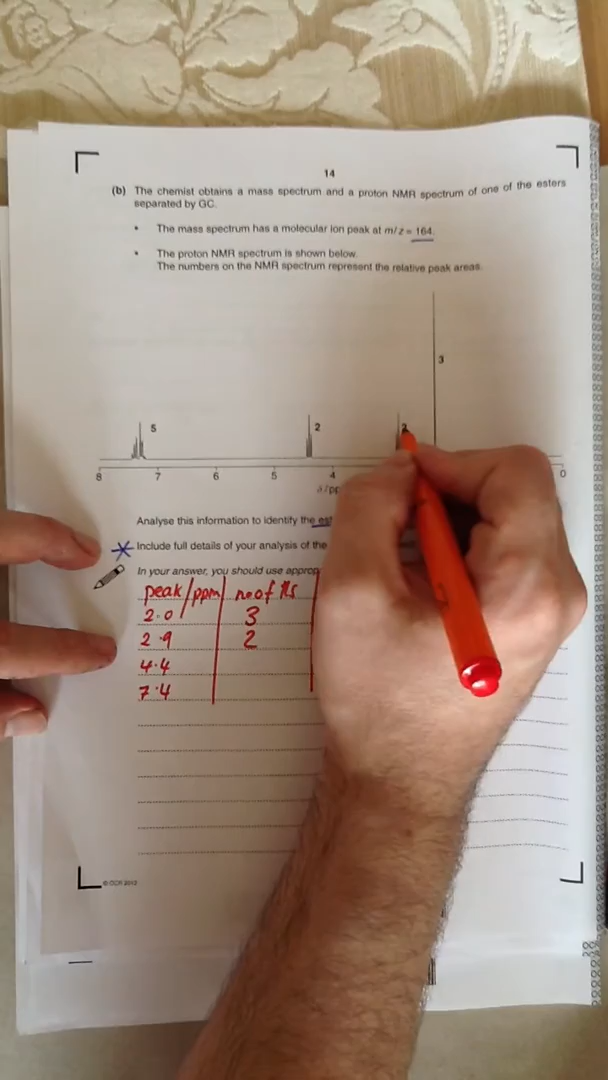 14
(b) The chemist obtains a mass spectrum and a proton NMR spectrum of one of the esters
separated by GC.
• The mass spectrum has a molecular ion peak at m/z = 164.
• The proton NMR spectrum is shown below.
The numbers on the NMR spectrum represent the relative peak areas.
3
5 2 2
8 7 6 5 4 0
δ/pp
Analyse this information to identify the es
Include full details of your analysis of the
In your answer, you should use approp
peak/ppm no of Hs
2.0 3
2.9 2
4.4
7.4
© OCR 2013